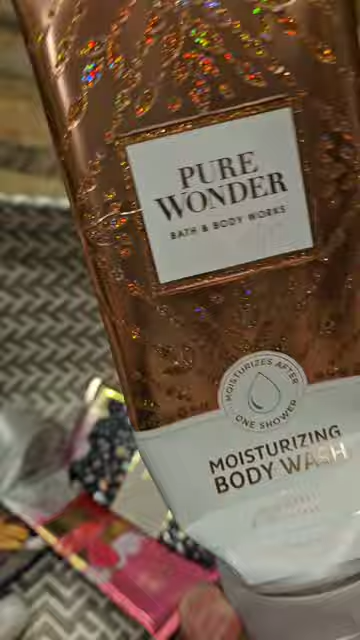 PURE
WONDER
BATH & BODY WORKS
MOISTURIZES AFTER
ONE SHOWER
MOISTURIZING
BODY WASH